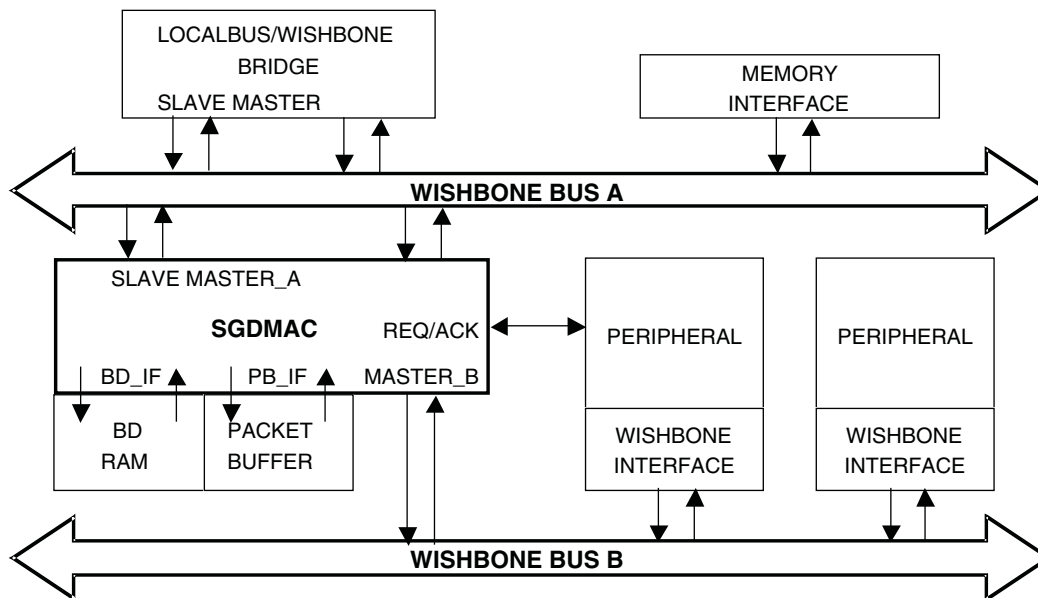 LOCALBUS/WISHBONE
BRIDGE
SLAVE MASTER
MEMORY
INTERFACE
WISHBONE BUS A
SLAVE MASTER_A
SGDMAC
REQ/ACK
BD_IF
PB_IF
MASTER_B
BD
RAM
PACKET
BUFFER
PERIPHERAL
WISHBONE
INTERFACE
PERIPHERAL
WISHBONE
INTERFACE
WISHBONE BUS B